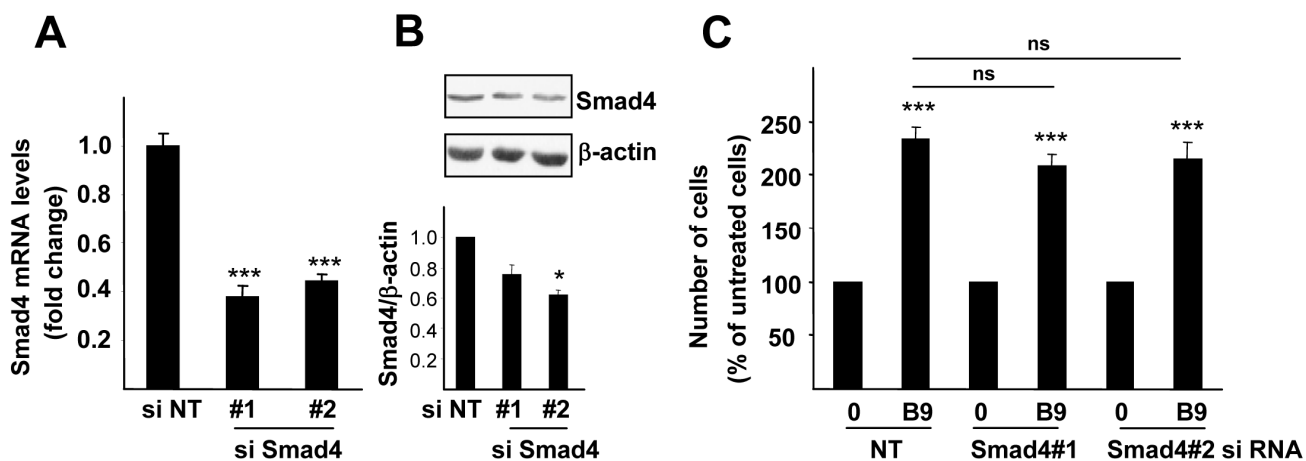 A
Smad4 mRNA levels
(fold change)
1.0
0.8
0.6
0.4
0.2
***
***
si NT #1 #2
si Smad4
B
Smad4
β-actin
Smad4/β-actin
1.0
0.8
0.6
0.4
0.2
*
si NT #1 #2
si Smad4
C
ns
ns
Number of cells
(% of untreated cells)
250
200
150
100
50
***
***
***
0 B9 0 B9 0 B9
NT Smad4#1 Smad4#2 si RNA